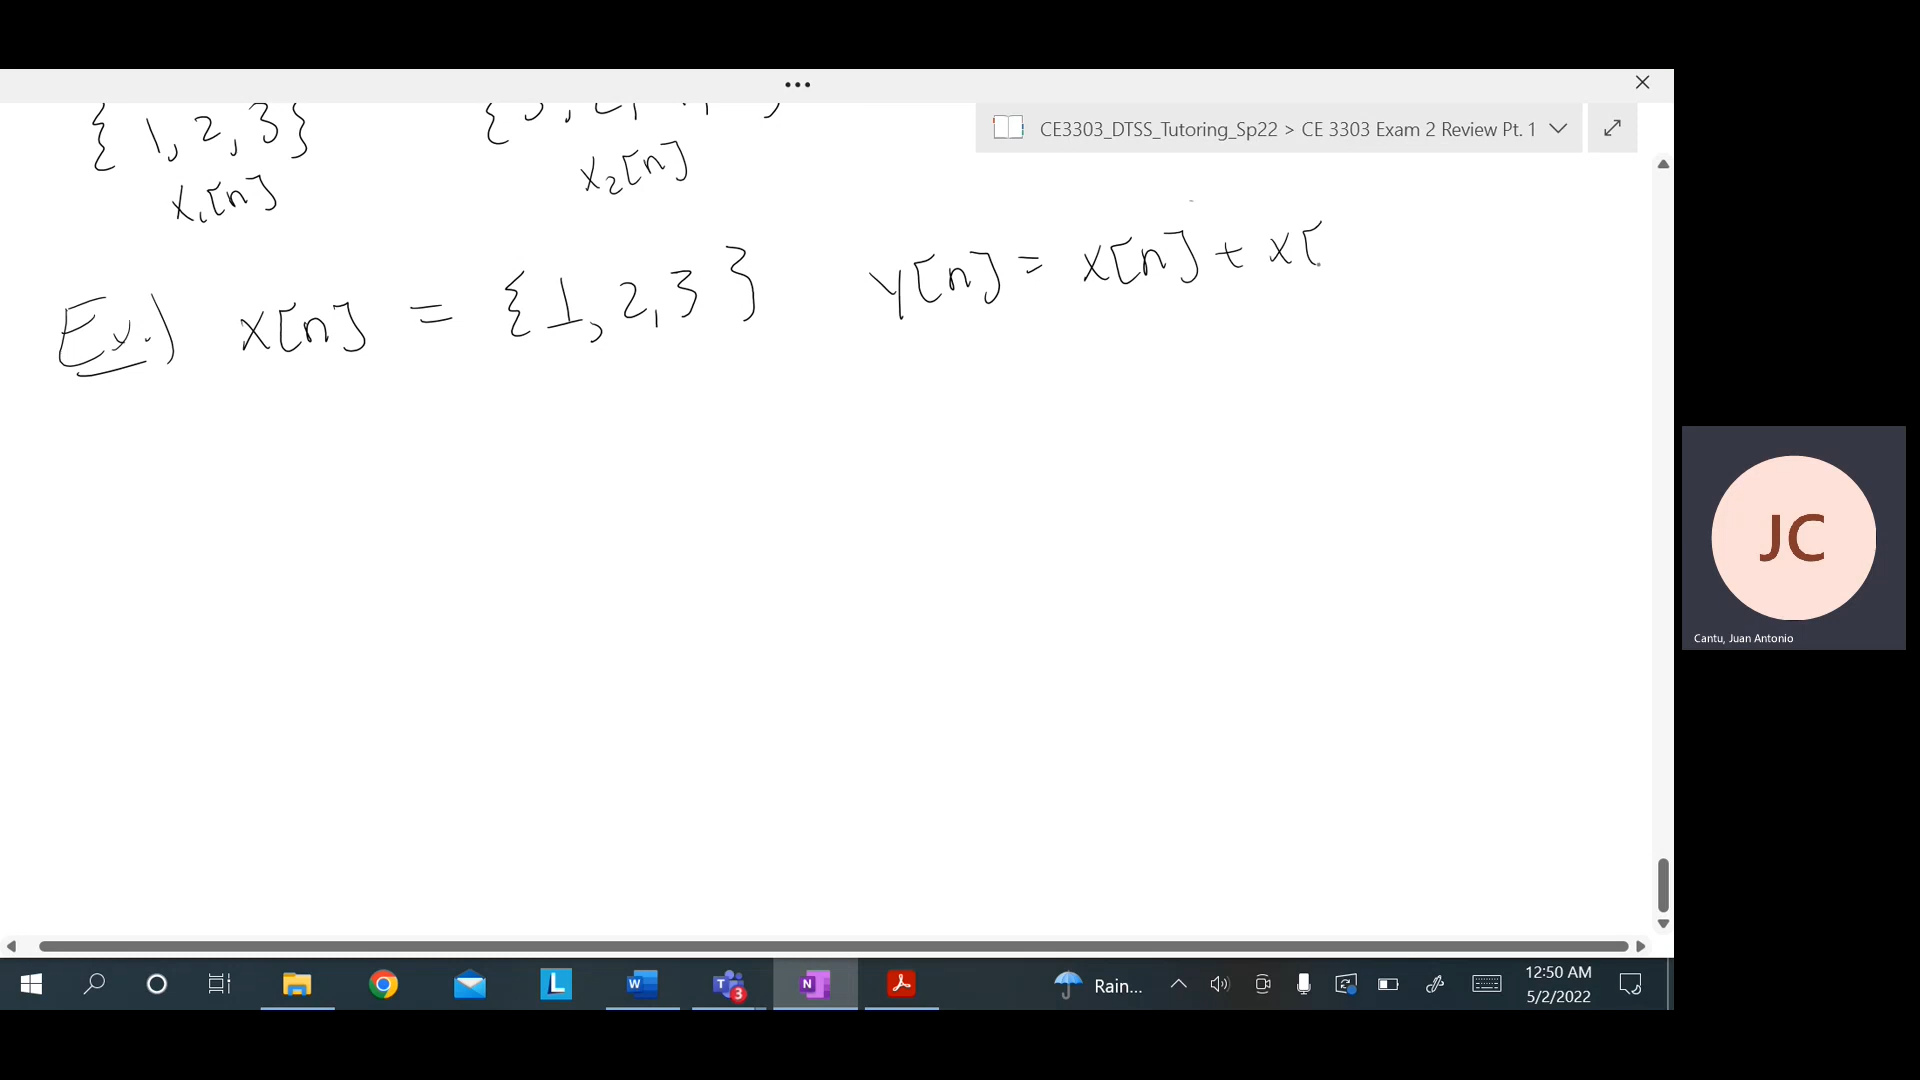 CE3303_DTSS_Tutoring_Sp22 > CE 3303 Exam 2 Review Pt. 1
{ 1, 2, 3 }
x₁[n]
x₂[n]
Ex.) x[n] = { 1, 2, 3 }
y[n] = x[n] + x[
JC
Cantu, Juan Antonio
L
W
T 3
N
Rain...
12:50 AM
5/2/2022